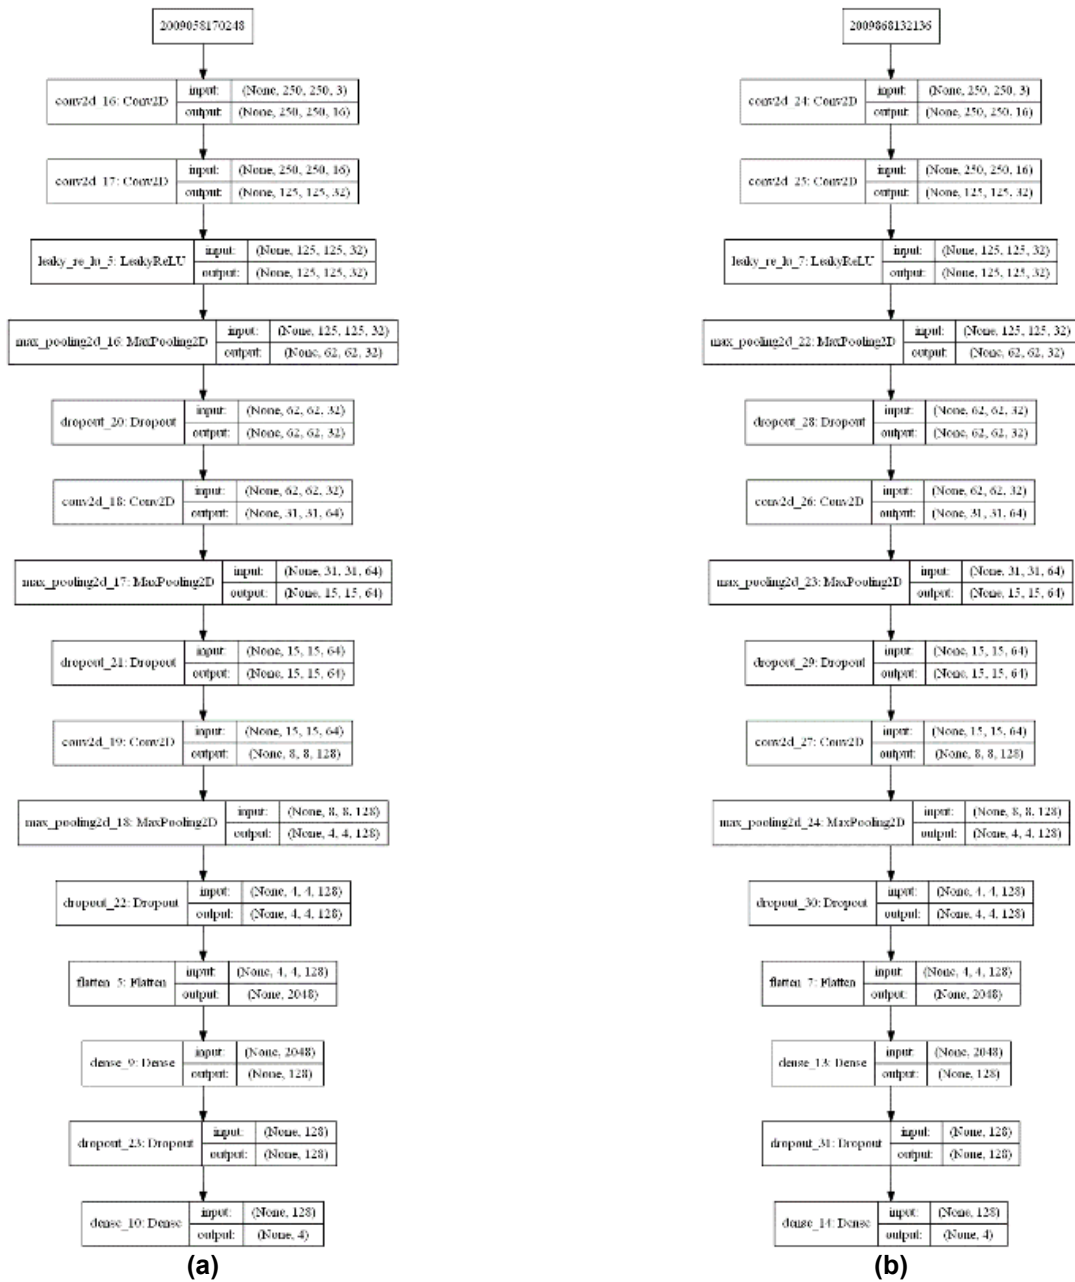 2009058170248
conv2d_16: Conv2D
input: (None, 250, 250, 3)
output: (None, 250, 250, 16)
conv2d_17: Conv2D
input: (None, 250, 250, 16)
output: (None, 125, 125, 32)
leaky_re_lu_5: LeakyReLU
input: (None, 125, 125, 32)
output: (None, 125, 125, 32)
max_pooling2d_16: MaxPooling2D
input: (None, 125, 125, 32)
output: (None, 62, 62, 32)
dropout_20: Dropout
input: (None, 62, 62, 32)
output: (None, 62, 62, 32)
conv2d_18: Conv2D
input: (None, 62, 62, 32)
output: (None, 31, 31, 64)
max_pooling2d_17: MaxPooling2D
input: (None, 31, 31, 64)
output: (None, 15, 15, 64)
dropout_21: Dropout
input: (None, 15, 15, 64)
output: (None, 15, 15, 64)
conv2d_19: Conv2D
input: (None, 15, 15, 64)
output: (None, 8, 8, 128)
max_pooling2d_18: MaxPooling2D
input: (None, 8, 8, 128)
output: (None, 4, 4, 128)
dropout_22: Dropout
input: (None, 4, 4, 128)
output: (None, 4, 4, 128)
flatten_5: Flatten
input: (None, 4, 4, 128)
output: (None, 2048)
dense_9: Dense
input: (None, 2048)
output: (None, 128)
dropout_23: Dropout
input: (None, 128)
output: (None, 128)
dense_10: Dense
input: (None, 128)
output: (None, 4)
(a)
2009868132136
conv2d_24: Conv2D
input: (None, 250, 250, 3)
output: (None, 250, 250, 16)
conv2d_25: Conv2D
input: (None, 250, 250, 16)
output: (None, 125, 125, 32)
leaky_re_lu_7: LeakyReLU
input: (None, 125, 125, 32)
output: (None, 125, 125, 32)
max_pooling2d_22: MaxPooling2D
input: (None, 125, 125, 32)
output: (None, 62, 62, 32)
dropout_28: Dropout
input: (None, 62, 62, 32)
output: (None, 62, 62, 32)
conv2d_26: Conv2D
input: (None, 62, 62, 32)
output: (None, 31, 31, 64)
max_pooling2d_23: MaxPooling2D
input: (None, 31, 31, 64)
output: (None, 15, 15, 64)
dropout_29: Dropout
input: (None, 15, 15, 64)
output: (None, 15, 15, 64)
conv2d_27: Conv2D
input: (None, 15, 15, 64)
output: (None, 8, 8, 128)
max_pooling2d_24: MaxPooling2D
input: (None, 8, 8, 128)
output: (None, 4, 4, 128)
dropout_30: Dropout
input: (None, 4, 4, 128)
output: (None, 4, 4, 128)
flatten_7: Flatten
input: (None, 4, 4, 128)
output: (None, 2048)
dense_13: Dense
input: (None, 2048)
output: (None, 128)
dropout_31: Dropout
input: (None, 128)
output: (None, 128)
dense_14: Dense
input: (None, 128)
output: (None, 4)
(b)